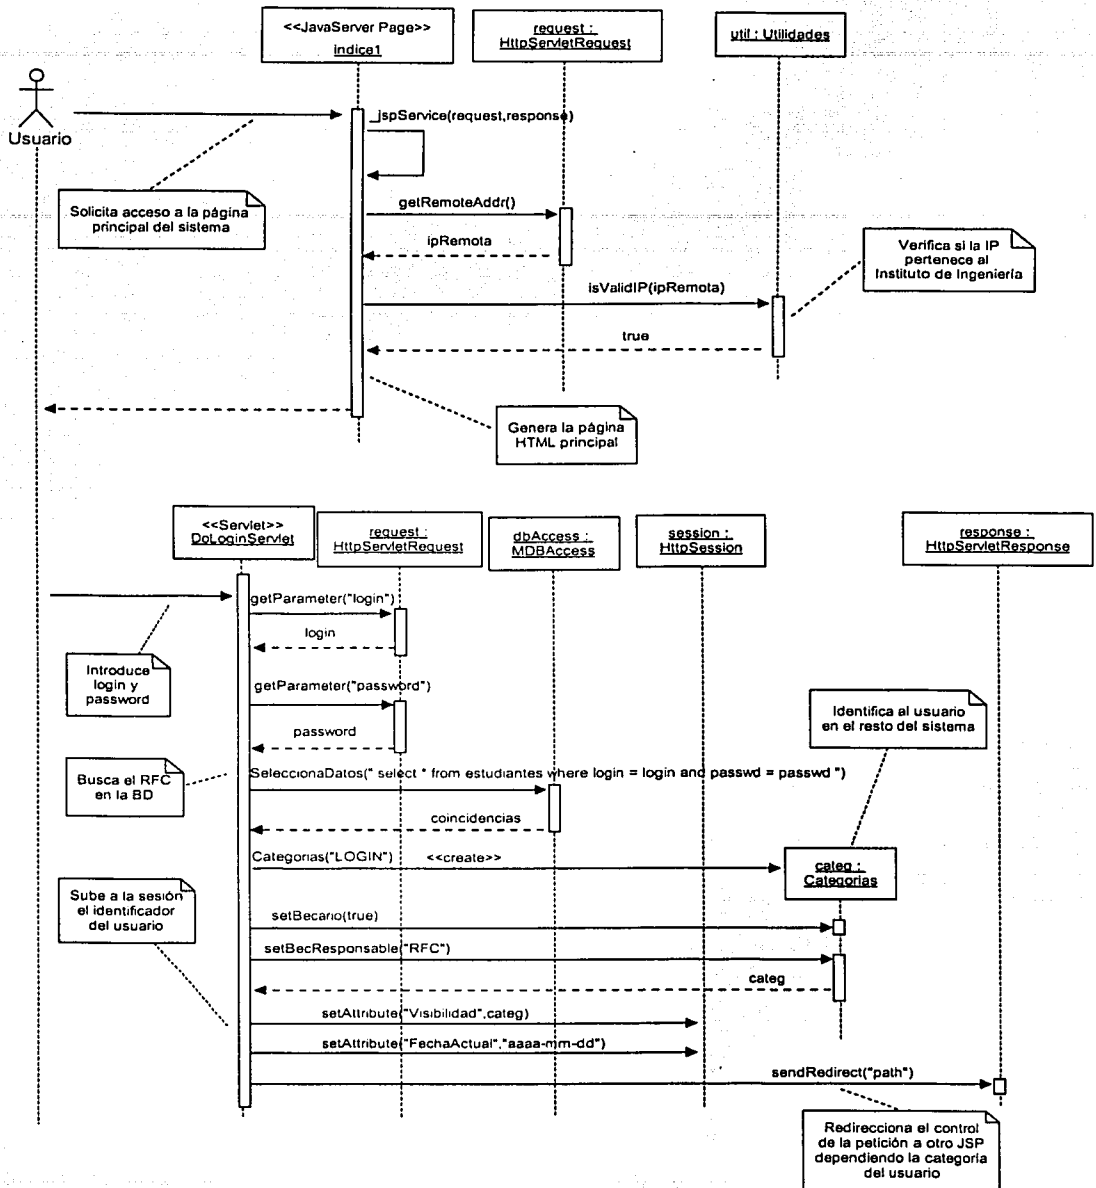 <<JavaServer Page>>
indice1
request :
HttpServletRequest
util : Utilidades
Usuario
_jspService(request,response)
Solicita acceso a la página
principal del sistema
getRemoteAddr()
ipRemota
Verifica si la IP
pertenece al
Instituto de Ingeniería
isValidIP(ipRemota)
true
Genera la página
HTML principal
<<Servlet>>
DoLoginServlet
request :
HttpServletRequest
dbAccess :
MDBAccess
session :
HttpSession
response :
HttpServletResponse
getParameter("login")
login
Introduce
login y
password
getParameter("password")
password
Identifica al usuario
en el resto del sistema
Busca el RFC
en la BD
SeleccionaDatos(" select * from estudiantes where login = login and passwd = passwd ")
coincidencias
Categorias("LOGIN")
<<create>>
categ :
Categorias
Sube a la sesión
el identificador
del usuario
setBecario(true)
setBecResponsable("RFC")
categ
setAttribute("Visibilidad",categ)
setAttribute("FechaActual","aaaa-mm-dd")
sendRedirect("path")
Redirecciona el control
de la petición a otro JSP
dependiendo la categoría
del usuario